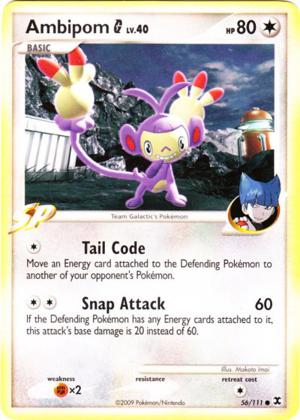 Ambipom G LV.40 HP 80
BASIC
Team Galactic's Pokémon
SP
Tail Code
Move an Energy card attached to the Defending Pokémon to
another of your opponent's Pokémon.
Snap Attack 60
If the Defending Pokémon has any Energy cards attached to it,
this attack's base damage is 20 instead of 60.
Illus. Makoto Imai
weakness resistance retreat cost
×2
©2009 Pokémon/Nintendo 56/111